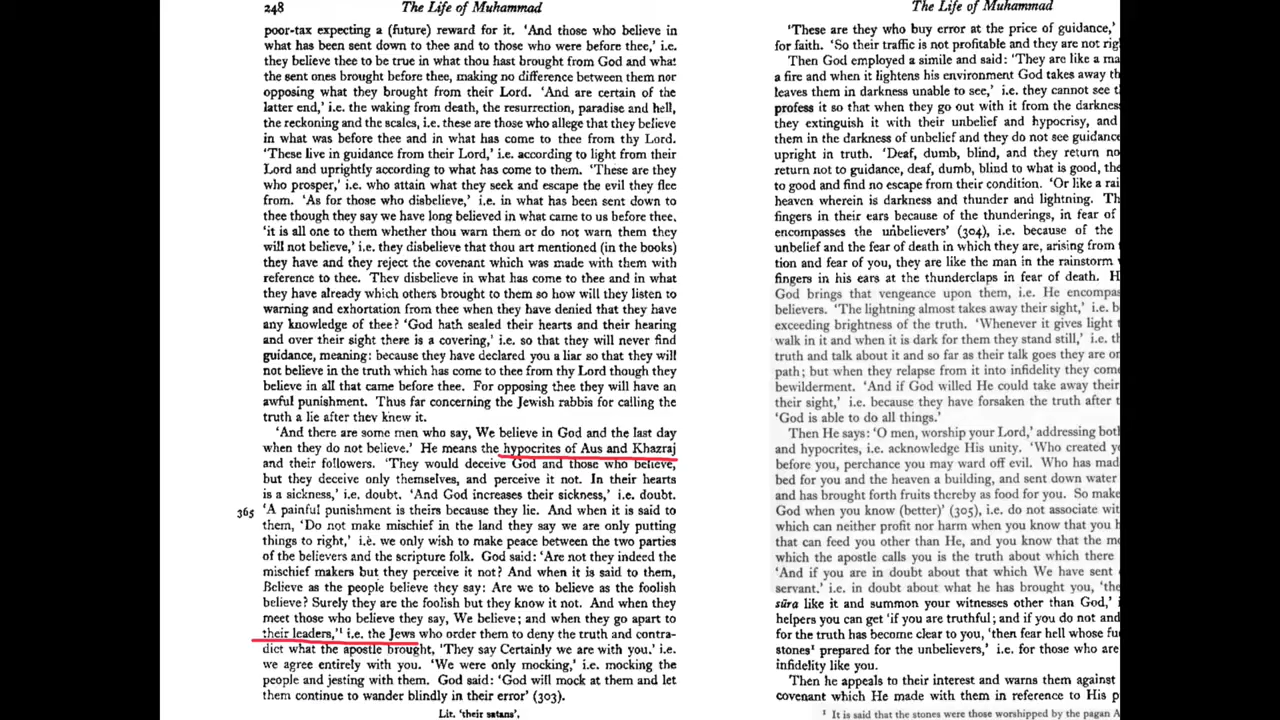 248
The Life of Muhammad
poor-tax expecting a (future) reward for it. 'And those who believe in
what has been sent down to thee and to those who were before thee,' i.e.
they believe thee to be true in what thou hast brought from God and what
the sent ones brought before thee, making no difference between them nor
opposing what they brought from their Lord. 'And are certain of the
latter end,' i.e. the waking from death, the resurrection, paradise and hell,
the reckoning and the scales, i.e. these are those who allege that they believe
in what was before thee and in what has come to thee from thy Lord.
'These live in guidance from their Lord,' i.e. according to light from their
Lord and uprightly according to what has come to them. 'These are they
who prosper,' i.e. who attain what they seek and escape the evil they flee
from. 'As for those who disbelieve,' i.e. in what has been sent down to
thee though they say we have long believed in what came to us before thee,
'it is all one to them whether thou warn them or do not warn them they
will not believe,' i.e. they disbelieve that thou art mentioned (in the books)
they have and they reject the covenant which was made with them with
reference to thee. They disbelieve in what has come to thee and in what
they have already which others brought to them so how will they listen to
warning and exhortation from thee when they have denied that they have
any knowledge of thee? 'God hath sealed their hearts and their hearing
and over their sight there is a covering,' i.e. so that they will never find
guidance, meaning: because they have declared you a liar so that they will
not believe in the truth which has come to thee from thy Lord though they
believe in all that came before thee. For opposing thee they will have an
awful punishment. Thus far concerning the Jewish rabbis for calling the
truth a lie after they knew it.
'And there are some men who say, We believe in God and the last day
when they do not believe.' He means the hypocrites of Aus and Khazraj
and their followers. 'They would deceive God and those who believe,
but they deceive only themselves, and perceive it not. In their hearts
is a sickness,' i.e. doubt. 'And God increases their sickness,' i.e. doubt.
365 'A painful punishment is theirs because they lie. And when it is said to
them, 'Do not make mischief in the land they say we are only putting
things to right,' i.e. we only wish to make peace between the two parties
of the believers and the scripture folk. God said: 'Are not they indeed the
mischief makers but they perceive it not? And when it is said to them,
Believe as the people believe they say: Are we to believe as the foolish
believe? Surely they are the foolish but they know it not. And when they
meet those who believe they say, We believe; and when they go apart to
their leaders,'¹ i.e. the Jews who order them to deny the truth and contra-
dict what the apostle brought, 'They say Certainly we are with you.' i.e.
we agree entirely with you. 'We were only mocking,' i.e. mocking the
people and jesting with them. God said: 'God will mock at them and let
them continue to wander blindly in their error' (303).
Lit. 'their satans',
The Life of Muhammad
'These are they who buy error at the price of guidance,'
for faith. 'So their traffic is not profitable and they are not rig
Then God employed a simile and said: 'They are like a ma
a fire and when it lightens his environment God takes away th
leaves them in darkness unable to see,' i.e. they cannot see t
profess it so that when they go out with it from the darkness
they extinguish it with their unbelief and hypocrisy, and
them in the darkness of unbelief and they do not see guidance
upright in truth. 'Deaf, dumb, blind, and they return no
return not to guidance, deaf, dumb, blind to what is good, the
to good and find no escape from their condition. 'Or like a rai
heaven wherein is darkness and thunder and lightning. Th
fingers in their ears because of the thunderings, in fear of
encompasses the unbelievers' (304), i.e. because of the
unbelief and the fear of death in which they are, arising from
tion and fear of you, they are like the man in the rainstorm
fingers in his ears at the thunderclaps in fear of death. H
God brings that vengeance upon them, i.e. He encompas
believers. 'The lightning almost takes away their sight,' i.e. b
exceeding brightness of the truth. 'Whenever it gives light t
walk in it and when it is dark for them they stand still,' i.e. th
truth and talk about it and so far as their talk goes they are on
path; but when they relapse from it into infidelity they come
bewilderment. 'And if God willed He could take away their
their sight,' i.e. because they have forsaken the truth after t
'God is able to do all things.'
Then He says: 'O men, worship your Lord,' addressing both
and hypocrites, i.e. acknowledge His unity. 'Who created yo
before you, perchance you may ward off evil. Who has mad
bed for you and the heaven a building, and sent down water
and has brought forth fruits thereby as food for you. So make
God when you know (better)' (305), i.e. do not associate wit
which can neither profit nor harm when you know that you h
that can feed you other than He, and you know that the mo
which the apostle calls you is the truth about which there
'And if you are in doubt about that which We have sent
servant.' i.e. in doubt about what he has brought you, 'the
sūra like it and summon your witnesses other than God,' i
helpers you can get 'if you are truthful; and if you do not and
for the truth has become clear to you, 'then fear hell whose fu
stones¹ prepared for the unbelievers,' i.e. for those who are
infidelity like you.
Then he appeals to their interest and warns them against
covenant which He made with them in reference to His p
¹ It is said that the stones were those worshipped by the pagan A